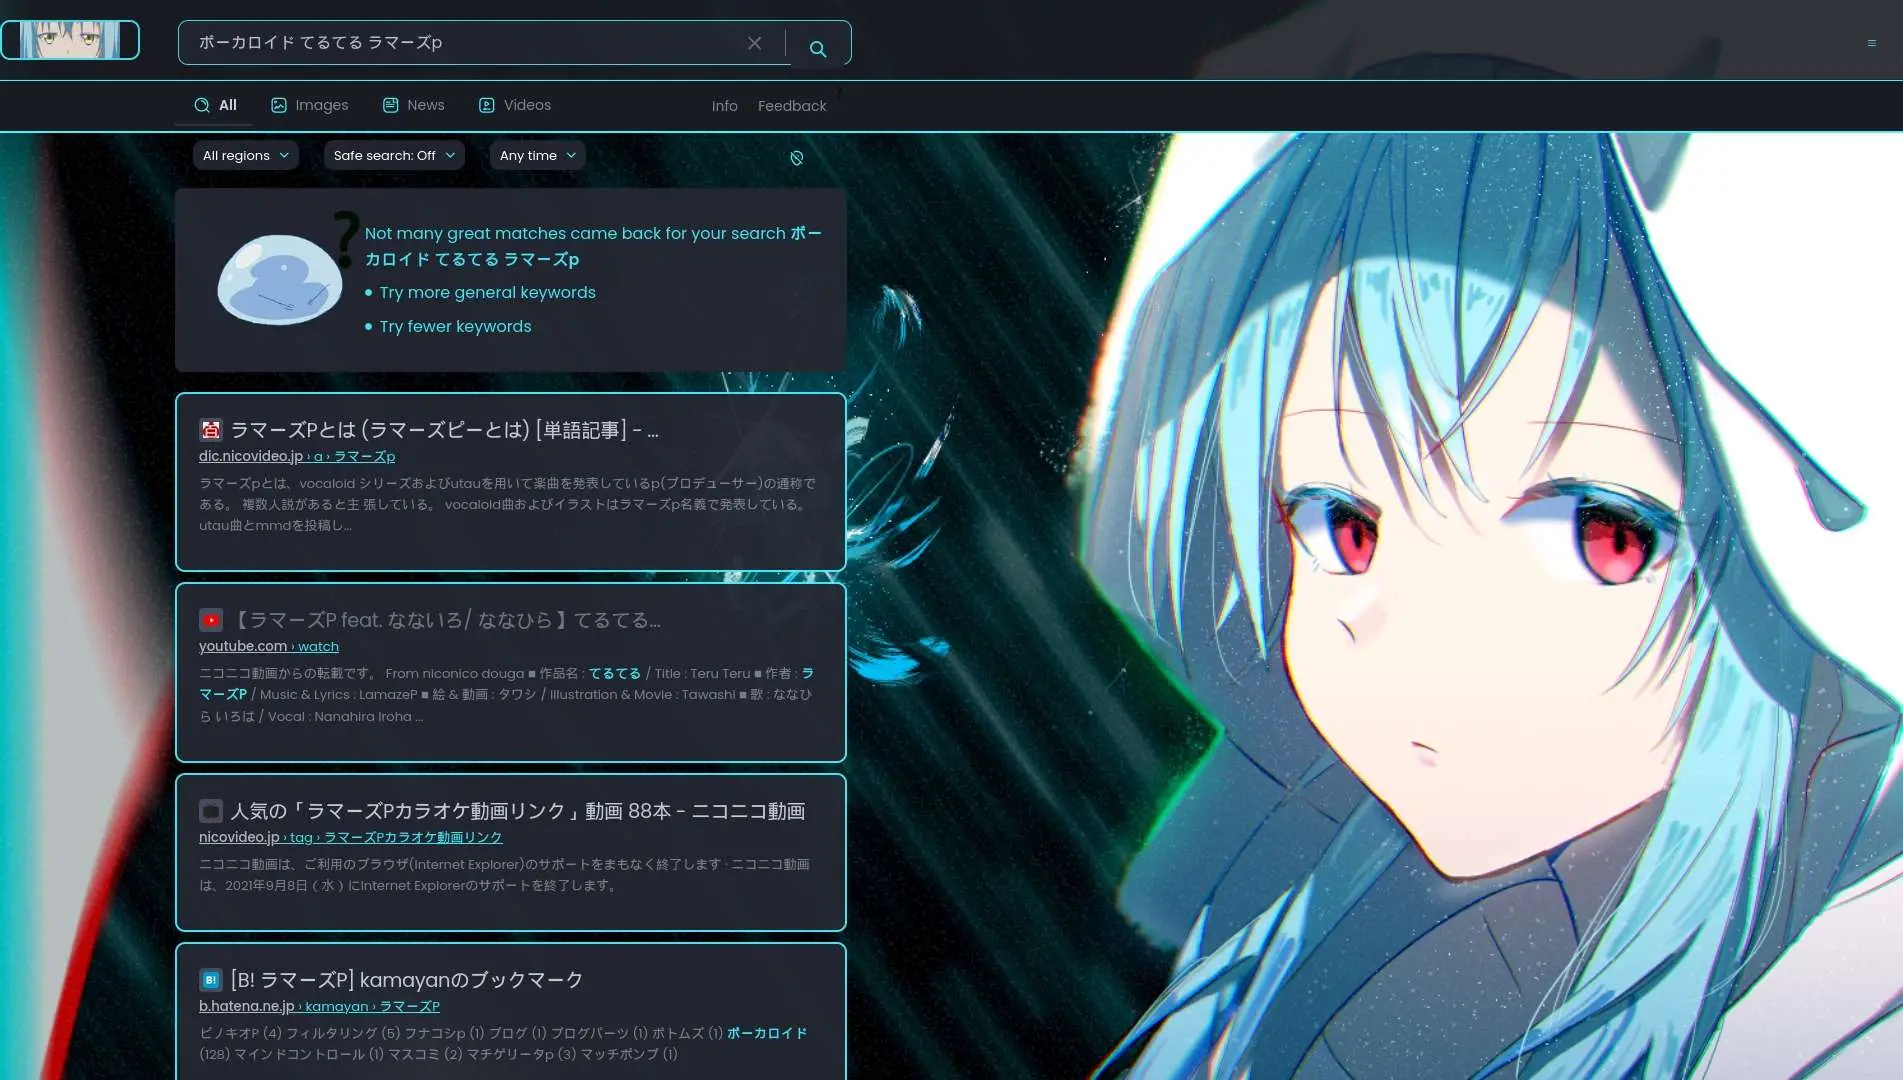 ボーカロイド てるてる ラマーズp
All Images News Videos Info Feedback
All regions Safe search: Off Any time
?
Not many great matches came back for your search ボー
カロイド てるてる ラマーズp
Try more general keywords
Try fewer keywords
ラマーズPとは (ラマーズピーとは) [単語記事] - ...
dic.nicovideo.jp › a › ラマーズp
ラマーズpとは、vocaloid シリーズおよびutauを用いて楽曲を発表しているp(プロデューサー)の通称で
ある。 複数人説があると主 張している。 vocaloid曲およびイラストはラマーズp名義で発表している。
utau曲とmmdを投稿し...
【ラマーズP feat. なないろ/ ななひら】てるてる...
youtube.com › watch
ニコニコ動画からの転載です。 From niconico douga ■ 作品名 : てるてる / Title : Teru Teru ■ 作者 : ラ
マーズP / Music & Lyrics : LamazeP ■ 絵 & 動画 : タワシ / illustration & Movie : Tawashi ■ 歌 : ななひ
ら いろは / Vocal : Nanahira Iroha ...
人気の「ラマーズPカラオケ動画リンク」動画 88本 - ニコニコ動画
nicovideo.jp › tag › ラマーズPカラオケ動画リンク
ニコニコ動画は、ご利用のブラウザ(Internet Explorer)のサポートをまもなく終了します · ニコニコ動画
は、2021年9月8日（水）にInternet Explorerのサポートを終了します。
B! [B! ラマーズP] kamayanのブックマーク
b.hatena.ne.jp › kamayan › ラマーズP
ピノキオP (4) フィルタリング (5) フナコシp (1) ブログ (1) ブログパーツ (1) ボトムズ (1) ボーカロイド
(128) マインドコントロール (1) マスコミ (2) マチゲリータp (3) マッチポンプ (1)